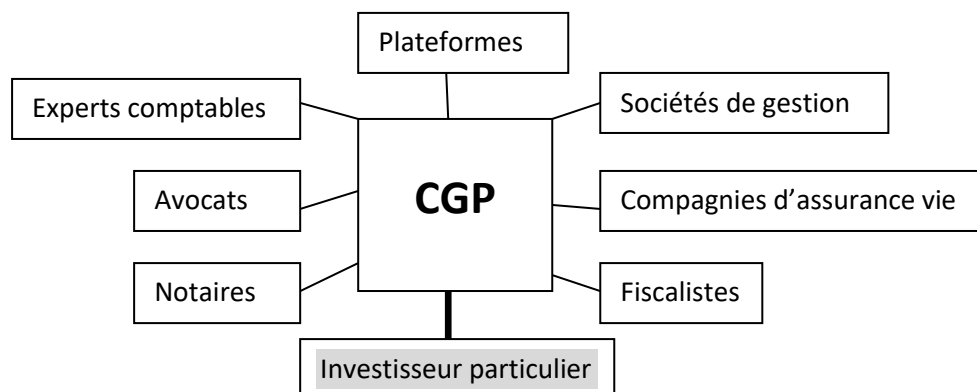 Plateformes
Experts comptables
Sociétés de gestion
CGP
Avocats
Compagnies d’assurance vie
Notaires
Fiscalistes
Investisseur particulier